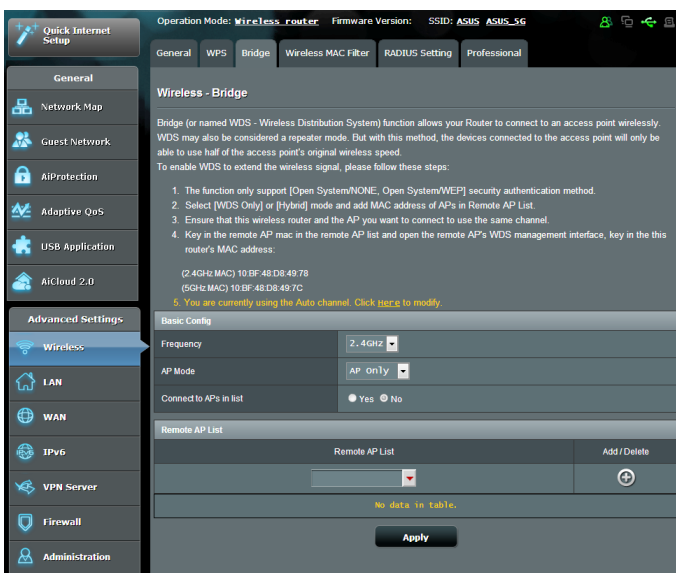 Quick Internet
Setup
Operation Mode: Wireless router Firmware Version: SSID: ASUS ASUS_5G
General WPS Bridge Wireless MAC Filter RADIUS Setting Professional
General
Network Map
Guest Network
AiProtection
Adaptive QoS
USB Application
AiCloud 2.0
Advanced Settings
Wireless
LAN
WAN
IPv6
VPN Server
Firewall
Administration
Wireless - Bridge
Bridge (or named WDS - Wireless Distribution System) function allows your Router to connect to an access point wirelessly.
WDS may also be considered a repeater mode. But with this method, the devices connected to the access point will only be
able to use half of the access point's original wireless speed.
To enable WDS to extend the wireless signal, please follow these steps:
1. The function only support [Open System/NONE, Open System/WEP] security authentication method.
2. Select [WDS Only] or [Hybrid] mode and add MAC address of APs in Remote AP List.
3. Ensure that this wireless router and the AP you want to connect to use the same channel.
4. Key in the remote AP mac in the remote AP list and open the remote AP's WDS management interface, key in the this
router's MAC address:
(2.4GHz MAC) 10:BF:48:D8:49:78
(5GHz MAC) 10:BF:48:D8:49:7C
5. You are currently using the Auto channel. Click Here to modify.
Basic Config
Frequency 2.4GHz
AP Mode AP Only
Connect to APs in list Yes No
Remote AP List
Remote AP List Add / Delete
No data in table.
Apply